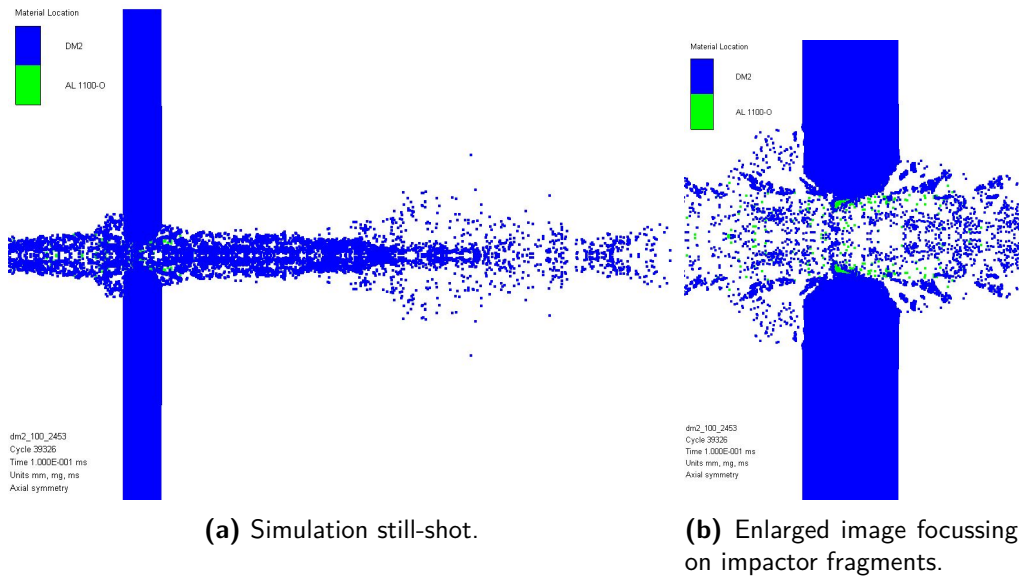 Material Location
DM2
AL 1100-O
dm2_100_2453
Cycle 39326
Time 1.000E-001 ms
Units mm, mg, ms
Axial symmetry
(a) Simulation still-shot.
Material Location
DM2
AL 1100-O
dm2_100_2453
Cycle 39326
Time 1.000E-001 ms
Units mm, mg, ms
Axial symmetry
(b) Enlarged image focussing
on impactor fragments.